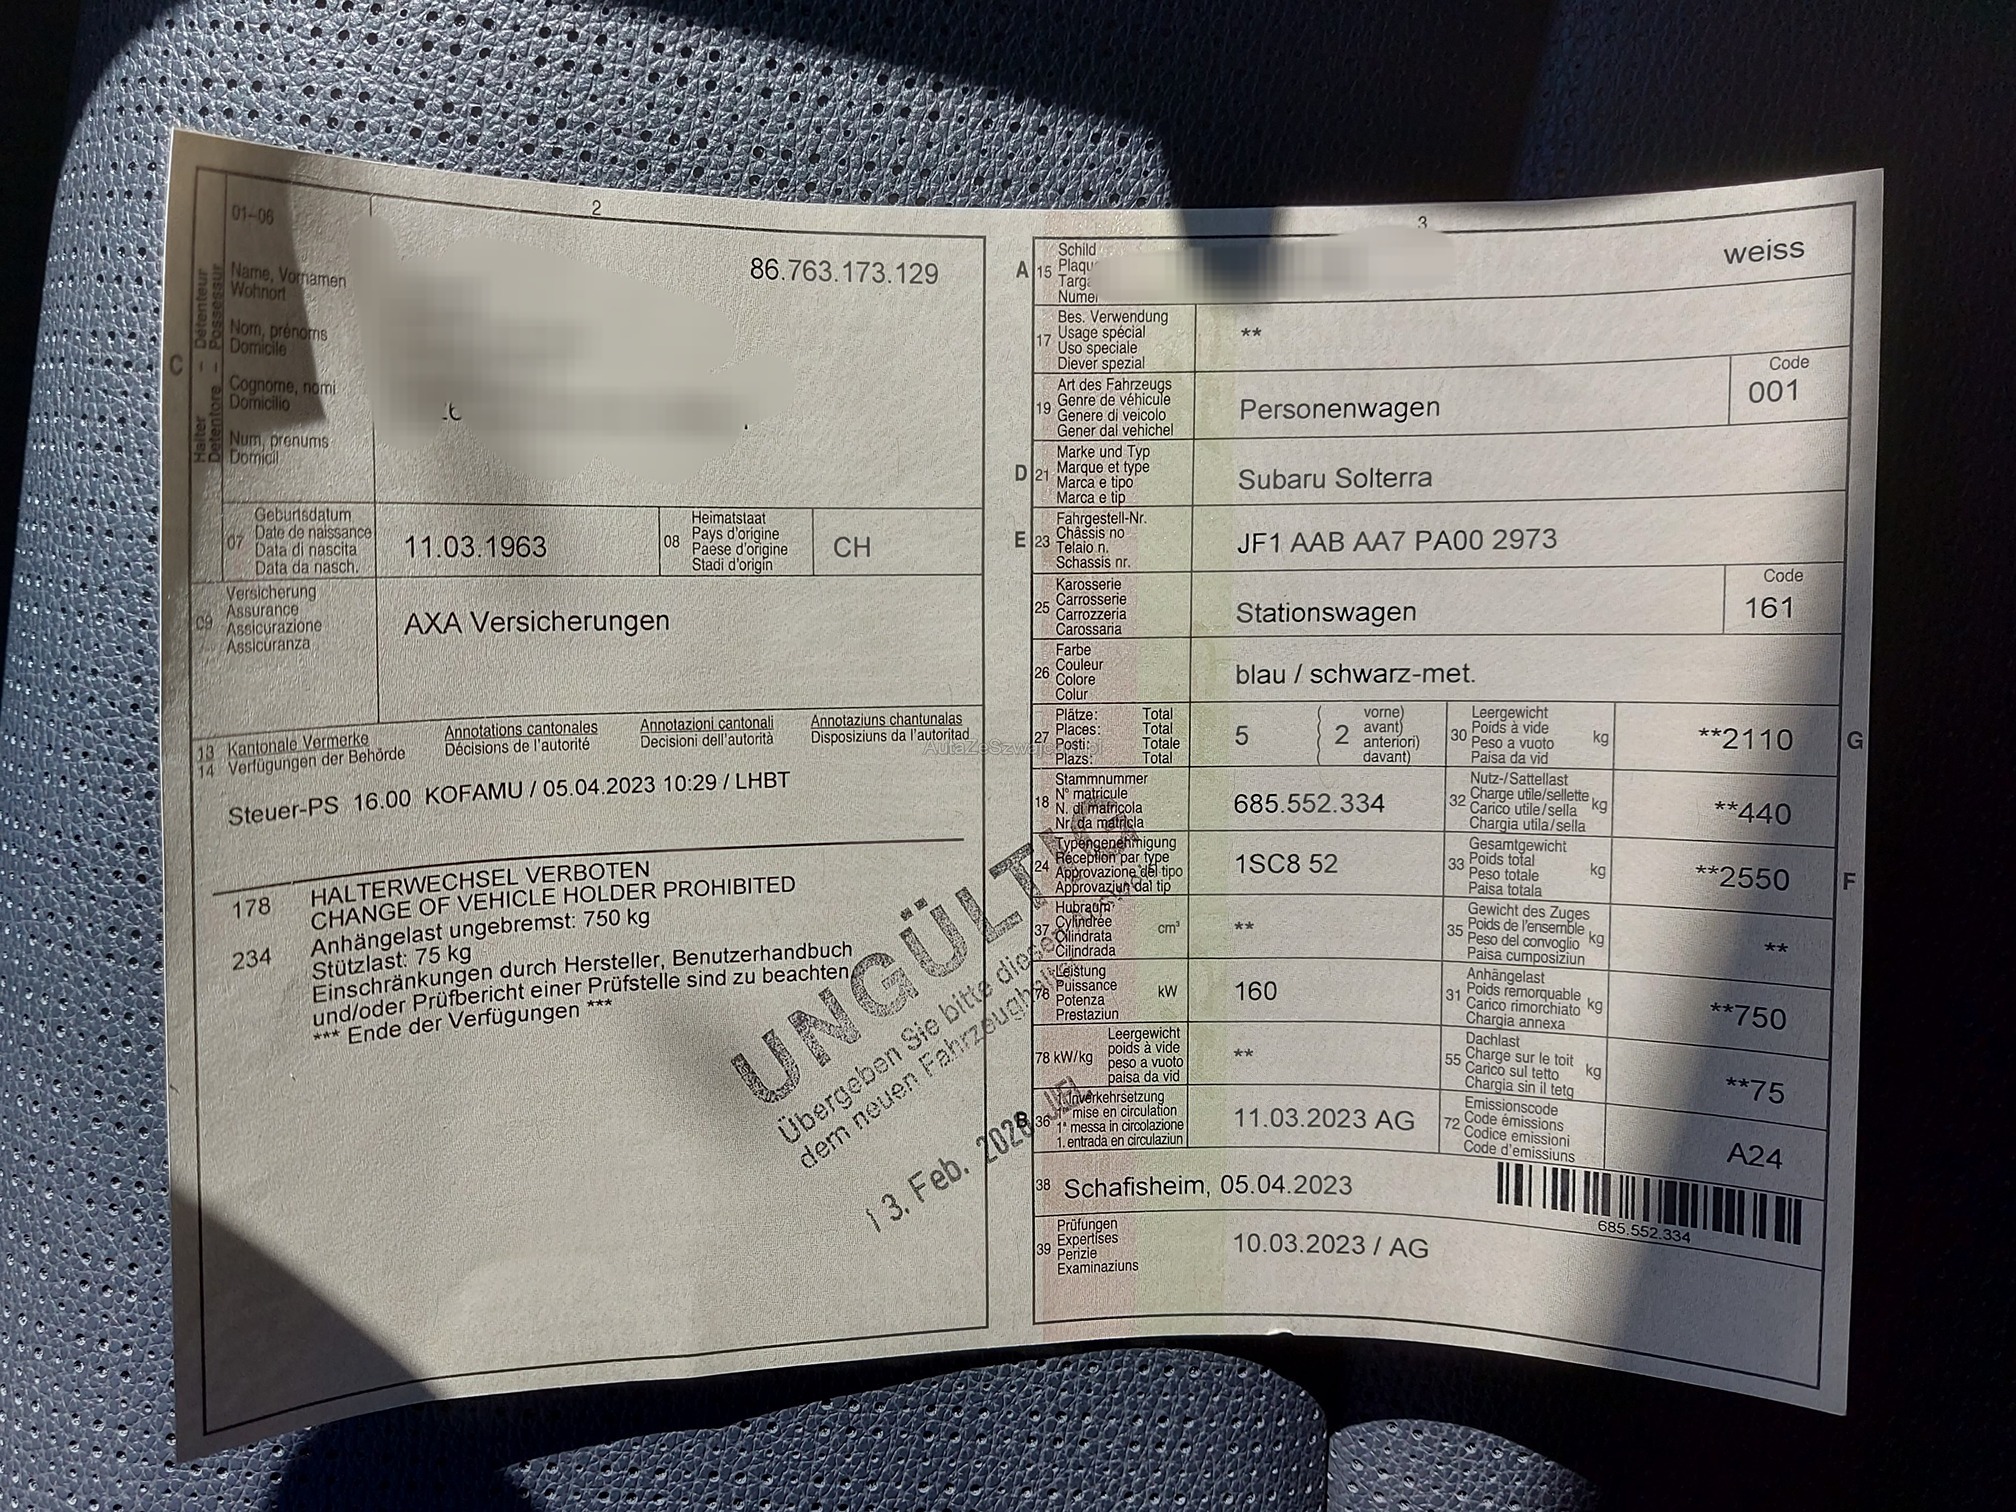 2
01–06
86.763.173.129
Name, Vornamen
Wohnort
Nom, prénoms
Domicile
Cognome, nomi
Domicilio
Num, prenums
Domicil
C
Halter – Détenteur
Detentore – Possessur
07
Geburtsdatum
Date de naissance
Data di nascita
Data da nasch.
11.03.1963
08
Heimatstaat
Pays d'origine
Paese d'origine
Stadi d'origin
CH
09
Versicherung
Assurance
Assicurazione
Assicuranza
AXA Versicherungen
13
14
Kantonale Vermerke
Verfügungen der Behörde
Annotations cantonales
Décisions de l'autorité
Annotazioni cantonali
Decisioni dell'autorità
Annotaziuns chantunalas
Disposiziuns da l'autoritad
Steuer-PS 16.00 KOFAMU / 05.04.2023 10:29 / LHBT
178 HALTERWECHSEL VERBOTEN
CHANGE OF VEHICLE HOLDER PROHIBITED
234 Anhängelast ungebremst: 750 kg
Stützlast: 75 kg
Einschränkungen durch Hersteller, Benutzerhandbuch
und/oder Prüfbericht einer Prüfstelle sind zu beachten.
*** Ende der Verfügungen ***
UNGÜLTIG
Übergeben Sie bitte diesen
dem neuen Fahrzeughalter
13. Feb. 2026 JEL
3
A
15
Schild
Plaqu
Targ
Numer
weiss
17
Bes. Verwendung
Usage spécial
Uso speciale
Diever spezial
**
19
Art des Fahrzeugs
Genre de véhicule
Genere di veicolo
Gener dal vehichel
Personenwagen
Code
001
D
21
Marke und Typ
Marque et type
Marca e tipo
Marca e tip
Subaru Solterra
E
23
Fahrgestell-Nr.
Châssis no
Telaio n.
Schassis nr.
JF1 AAB AA7 PA00 2973
25
Karosserie
Carrosserie
Carrozzeria
Carossaria
Stationswagen
Code
161
26
Farbe
Couleur
Colore
Colur
blau / schwarz-met.
27
Plätze: Total
Places: Total
Posti: Totale
Plazs: Total
5
2
vorne)
avant)
anteriori)
davant)
30
Leergewicht
Poids à vide
Peso a vuoto
Paisa da vid
kg
**2110
G
18
Stammnummer
N° matricule
N. di matricola
Nr. da matricla
685.552.334
32
Nutz-/Sattellast
Charge utile/sellette
Carico utile/sella
Chargia utila/sella
kg
**440
24
Typengenehmigung
Réception par type
Approvazione del tipo
Approvaziun dal tip
1SC8 52
33
Gesamtgewicht
Poids total
Peso totale
Paisa totala
kg
**2550
F
37
Hubraum
Cylindrée
Cilindrata
Cilindrada
cm³
**
35
Gewicht des Zuges
Poids de l'ensemble
Peso del convoglio
Paisa cumposiziun
kg
**
76
Leistung
Puissance
Potenza
Prestaziun
kW
160
31
Anhängelast
Poids remorquable
Carico rimorchiato
Chargia annexa
kg
**750
78 kW/kg
Leergewicht
poids à vide
peso a vuoto
paisa da vid
**
55
Dachlast
Charge sur le toit
Carico sul tetto
Chargia sin il tetg
kg
**75
B
36
1. Inverkehrsetzung
mise en circulation
1ª messa in circolazione
1. entrada en circulaziun
11.03.2023 AG
72
Emissionscode
Code émissions
Codice emissioni
Code d'emissiuns
A24
38
Schafisheim, 05.04.2023
685.552.334
39
Prüfungen
Expertises
Perizie
Examinaziuns
10.03.2023 / AG